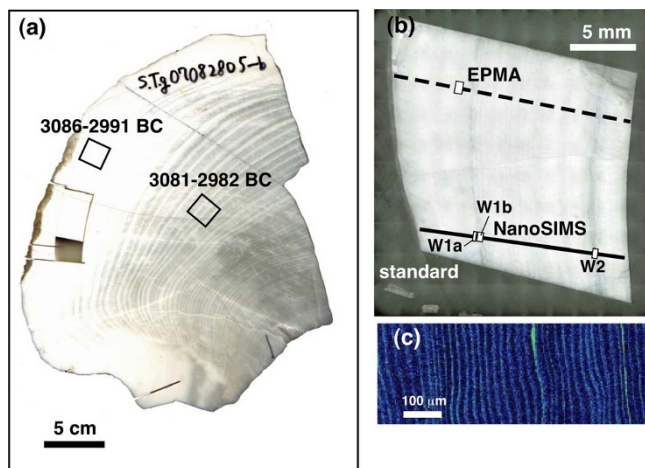 (a)
S.Tg07082805-b
3086-2991 BC
3081-2982 BC
5 cm
(b)
5 mm
EPMA
W1b
NanoSIMS
W1a
W2
standard
(c)
100 μm